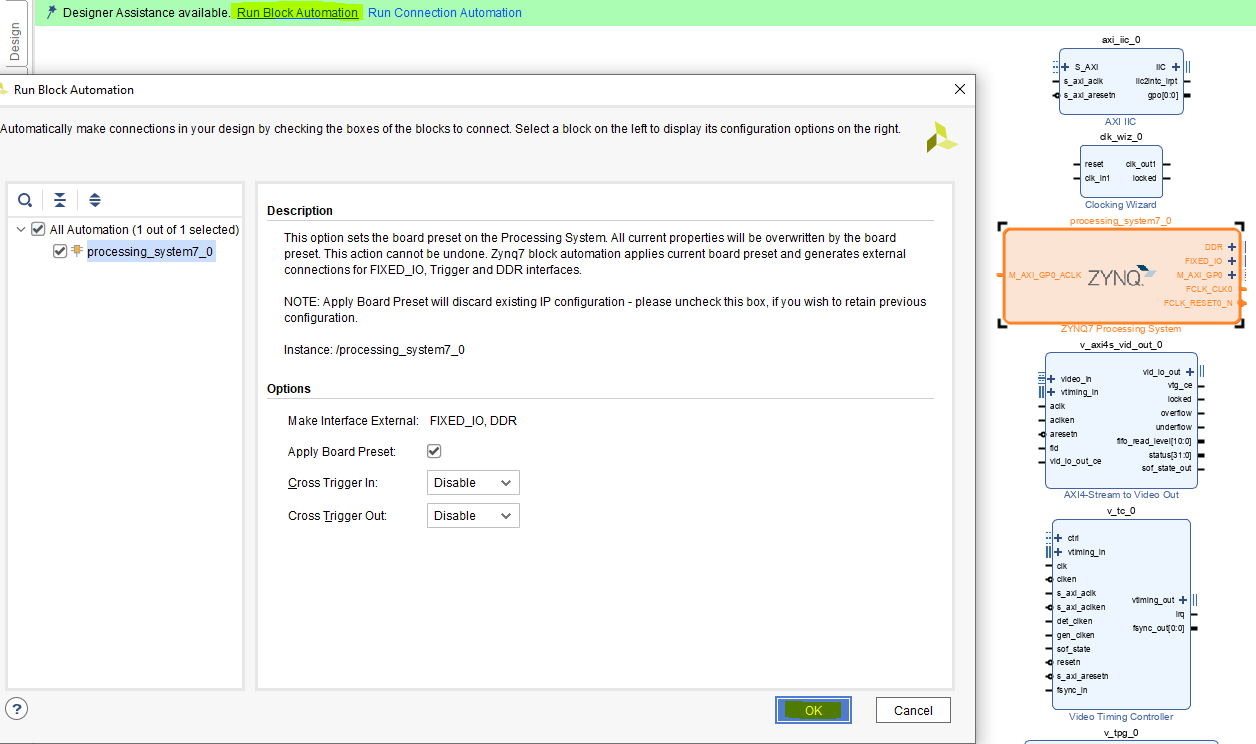 Designer Assistance available. Run Block Automation Run Connection Automation
Design
Run Block Automation
Automatically make connections in your design by checking the boxes of the blocks to connect. Select a block on the left to display its configuration options on the right.
All Automation (1 out of 1 selected)
processing_system7_0
Description
This option sets the board preset on the Processing System. All current properties will be overwritten by the board
preset. This action cannot be undone. Zynq7 block automation applies current board preset and generates external
connections for FIXED_IO, Trigger and DDR interfaces.
NOTE: Apply Board Preset will discard existing IP configuration - please uncheck this box, if you wish to retain previous
configuration.
Instance: /processing_system7_0
Options
Make Interface External: FIXED_IO, DDR
Apply Board Preset:
Cross Trigger In: Disable
Cross Trigger Out: Disable
?
OK Cancel
axi_iic_0
S_AXI IIC
s_axi_aclk iic2intc_irpt
s_axi_aresetn gpo[0:0]
AXI IIC
clk_wiz_0
reset clk_out1
clk_in1 locked
Clocking Wizard
processing_system7_0
DDR
FIXED_IO
M_AXI_GP0_ACLK ZYNQ M_AXI_GP0
FCLK_CLK0
FCLK_RESET0_N
ZYNQ7 Processing System
v_axi4s_vid_out_0
video_in vid_io_out
vtiming_in vtg_ce
aclk locked
aclken overflow
aresetn underflow
fid fifo_read_level[10:0]
vid_io_out_ce status[31:0]
sof_state_out
AXI4-Stream to Video Out
v_tc_0
ctrl
vtiming_in
clk
clken
s_axi_aclk
s_axi_aclken vtiming_out
det_clken irq
gen_clken fsync_out[0:0]
sof_state
resetn
s_axi_aresetn
fsync_in
Video Timing Controller
v_tpg_0